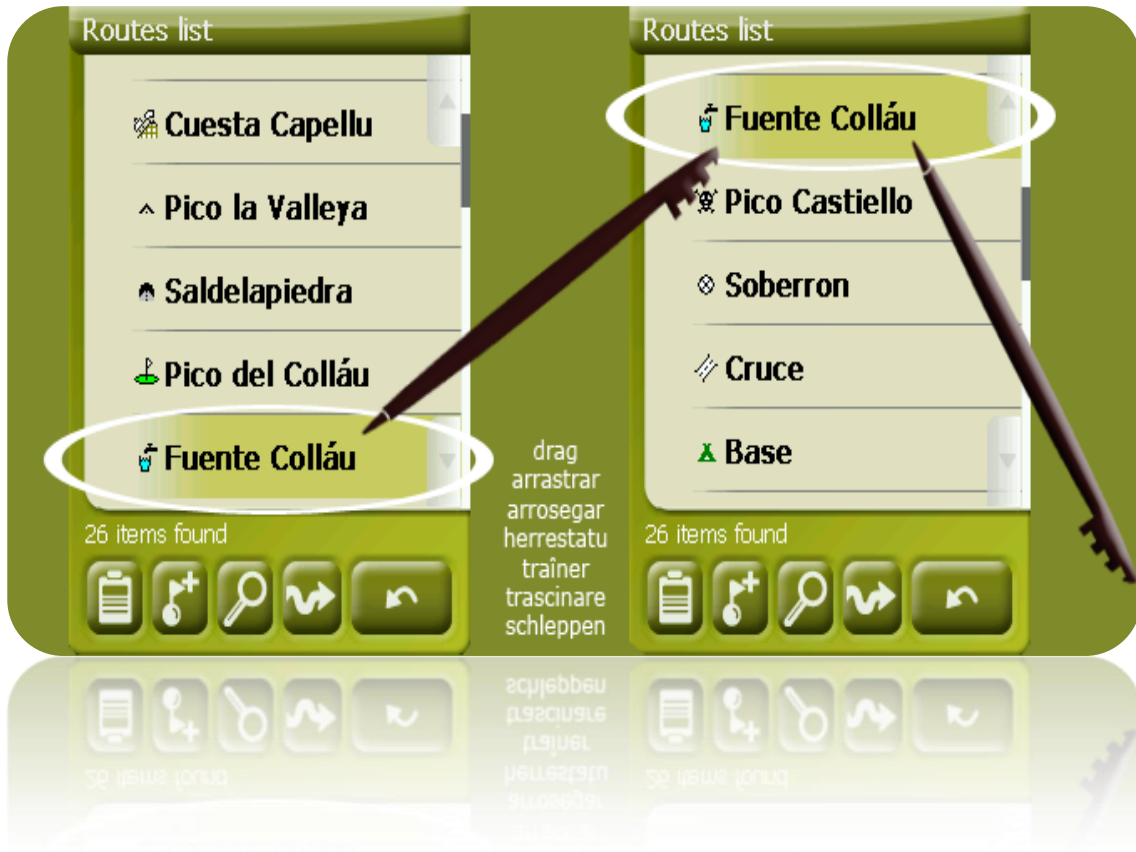 Routes list
Cuesta Capellu
Pico la Valleya
Saldelapiedra
Pico del Colláu
Fuente Colláu
26 items found
drag
arrastrar
arrosegar
herrestatu
traîner
trascinare
schleppen
Routes list
Fuente Colláu
Pico Castiello
Soberron
Cruce
Base
26 items found